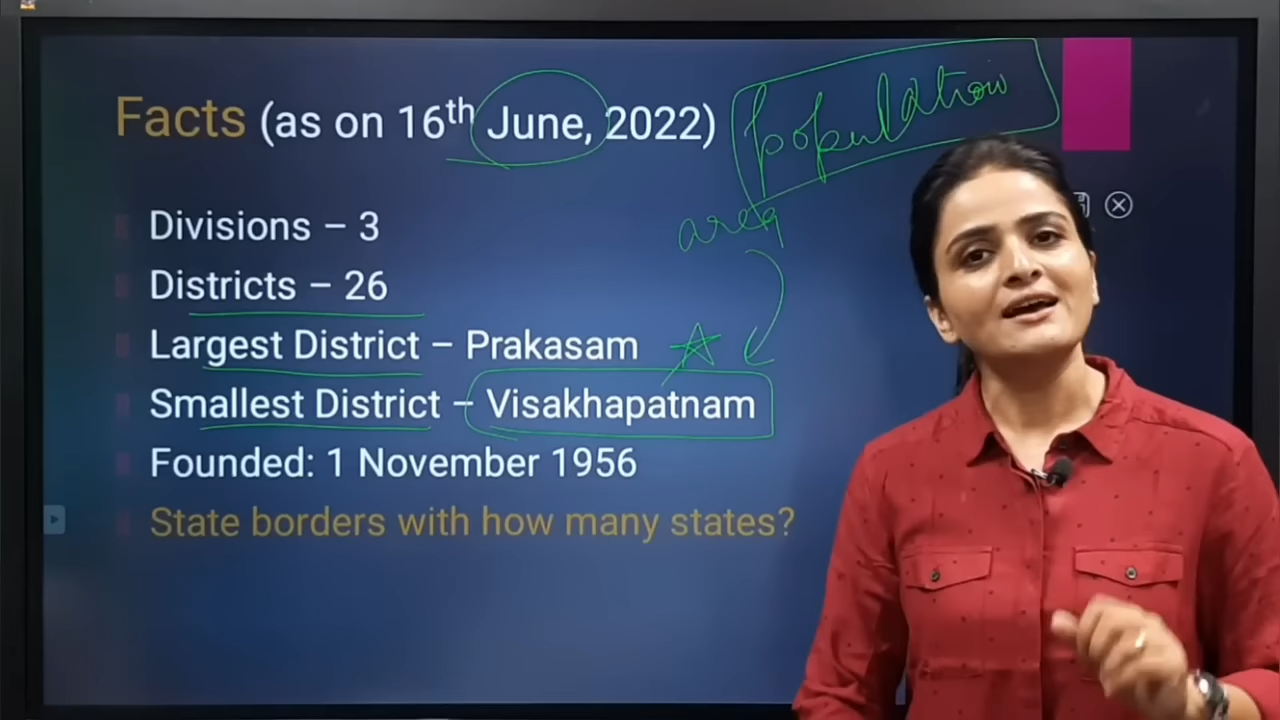 Facts (as on 16th June, 2022)
population
area
Divisions – 3
Districts – 26
Largest District – Prakasam
Smallest District – Visakhapatnam
Founded: 1 November 1956
State borders with how many states?